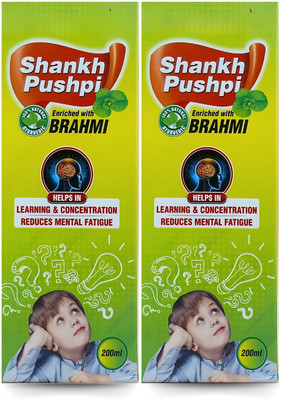 Shankh
Pushpi
100% NATURAL
AYURVEDIC
Enriched with
BRAHMI
HELPS IN
LEARNING & CONCENTRATION
REDUCES MENTAL FATIGUE
200ml
Shankh
Pushpi
100% NATURAL
AYURVEDIC
Enriched with
BRAHMI
HELPS IN
LEARNING & CONCENTRATION
REDUCES MENTAL FATIGUE
200ml